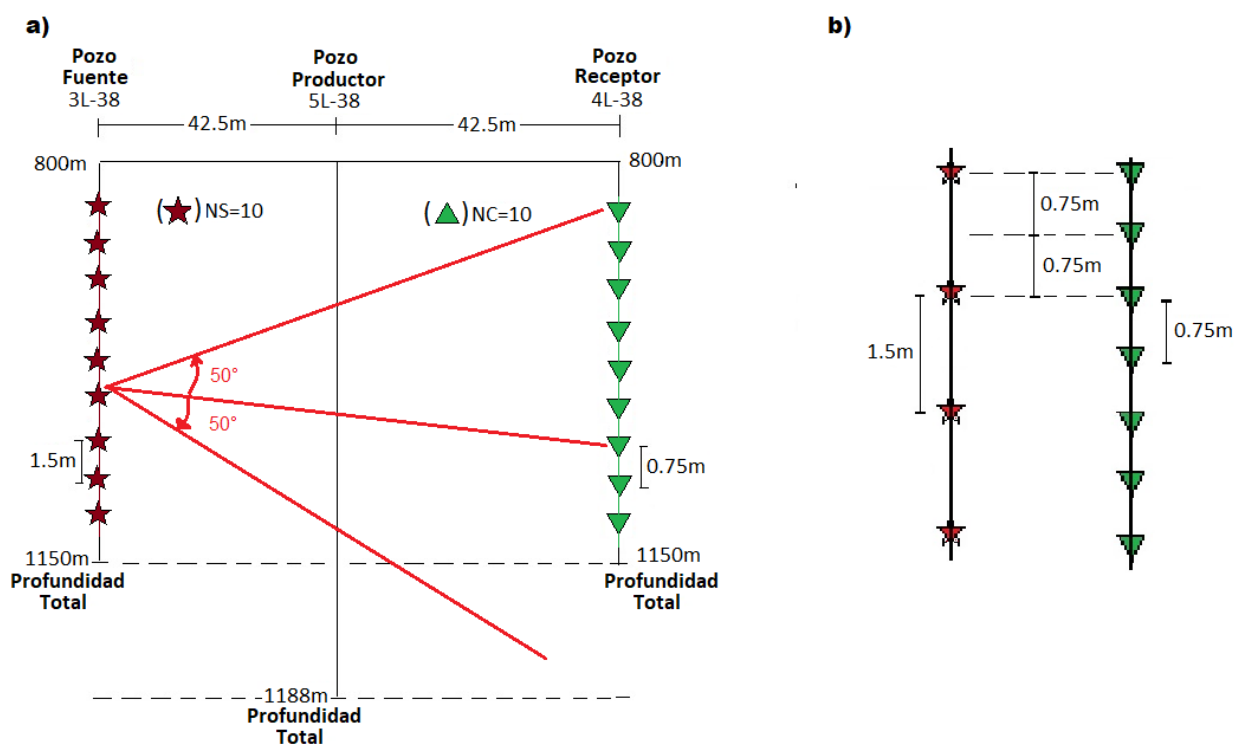 a)
Pozo
Fuente
3L-38
Pozo
Productor
5L-38
Pozo
Receptor
4L-38
42.5m
42.5m
800m
800m
(★)NS=10
(▲)NC=10
50°
50°
1.5m
0.75m
1150m
Profundidad
Total
1150m
Profundidad
Total
1188m
Profundidad
Total
b)
0.75m
0.75m
1.5m
0.75m